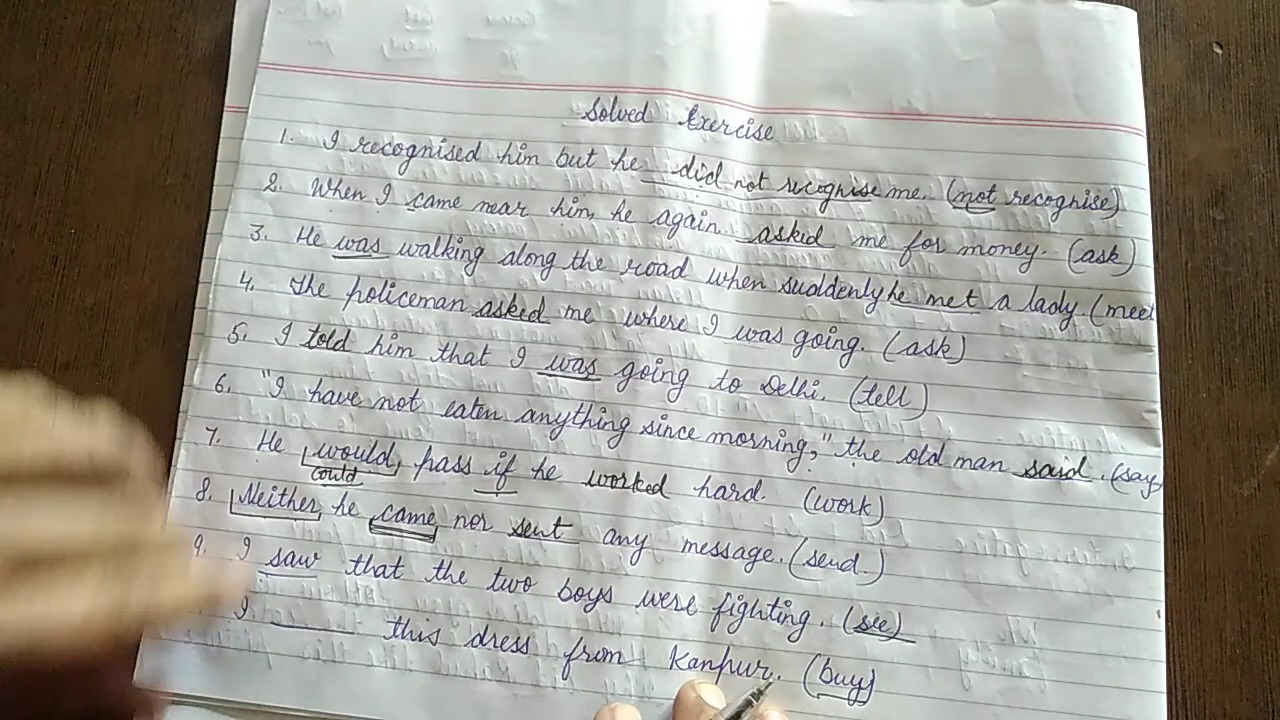 Solved Exercise
1. I recognised him but he did not recognise me. (not recognise)
2. When I came near him, he again asked me for money. (ask)
3. He was walking along the road when suddenly he met a lady. (meet
4. The policeman asked me where I was going. (ask)
5. I told him that I was going to Delhi. (tell)
6. "I have not eaten anything since morning," the old man said. (say)
7. He would, pass if he worked hard. (work)
could
8. Neither he came nor sent any message. (send.)
9. I saw that the two boys were fighting. (see)
I ______ this dress from Kanpur. (buy)